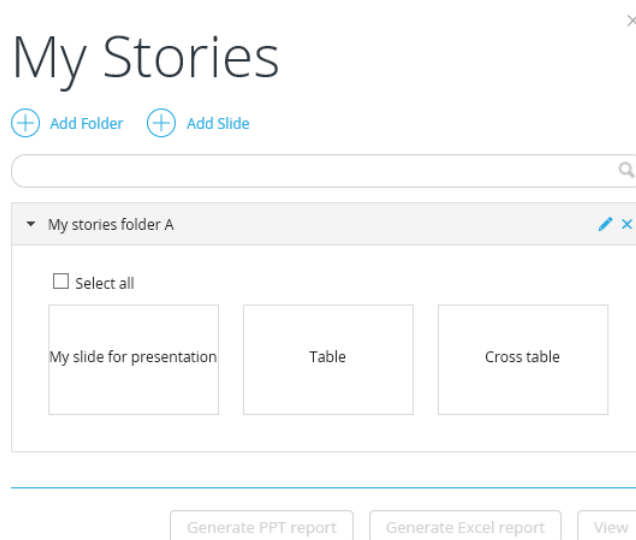 My Stories
Add Folder Add Slide
My stories folder A
Select all
My slide for presentation Table Cross table
Generate PPT report Generate Excel report View